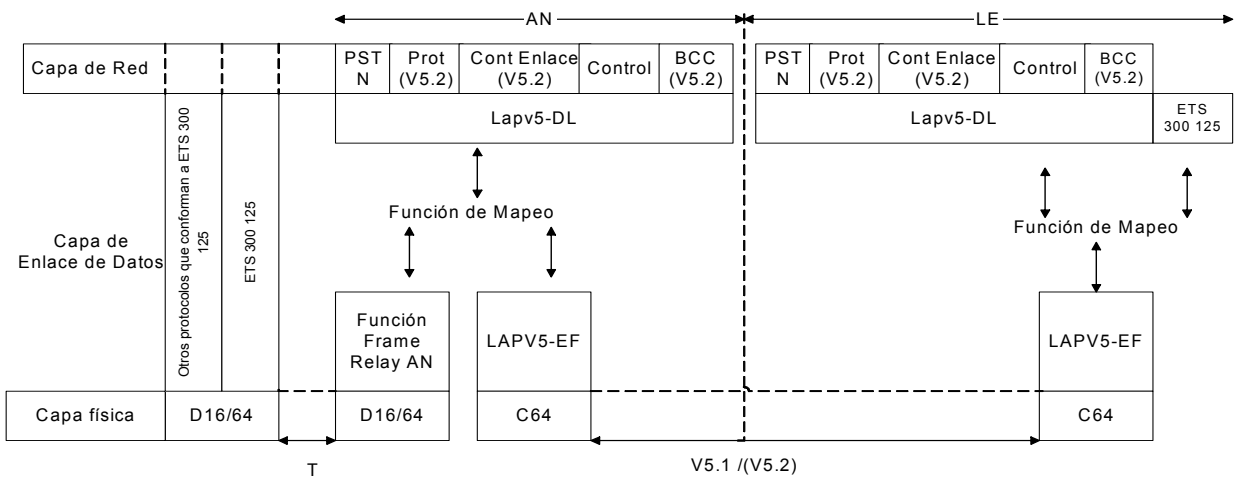 AN
LE
Capa de Red
PST
N
Prot
(V5.2)
Cont Enlace
(V5.2)
Control
BCC
(V5.2)
PST
N
Prot
(V5.2)
Cont Enlace
(V5.2)
Control
BCC
(V5.2)
Lapv5-DL
Lapv5-DL
ETS
300 125
Otros protocolos que conforman a ETS 300
125
ETS 300 125
Función de Mapeo
Función de Mapeo
Capa de
Enlace de Datos
Función
Frame
Relay AN
LAPV5-EF
LAPV5-EF
Capa física
D16/64
D16/64
C64
C64
T
V5.1 /(V5.2)